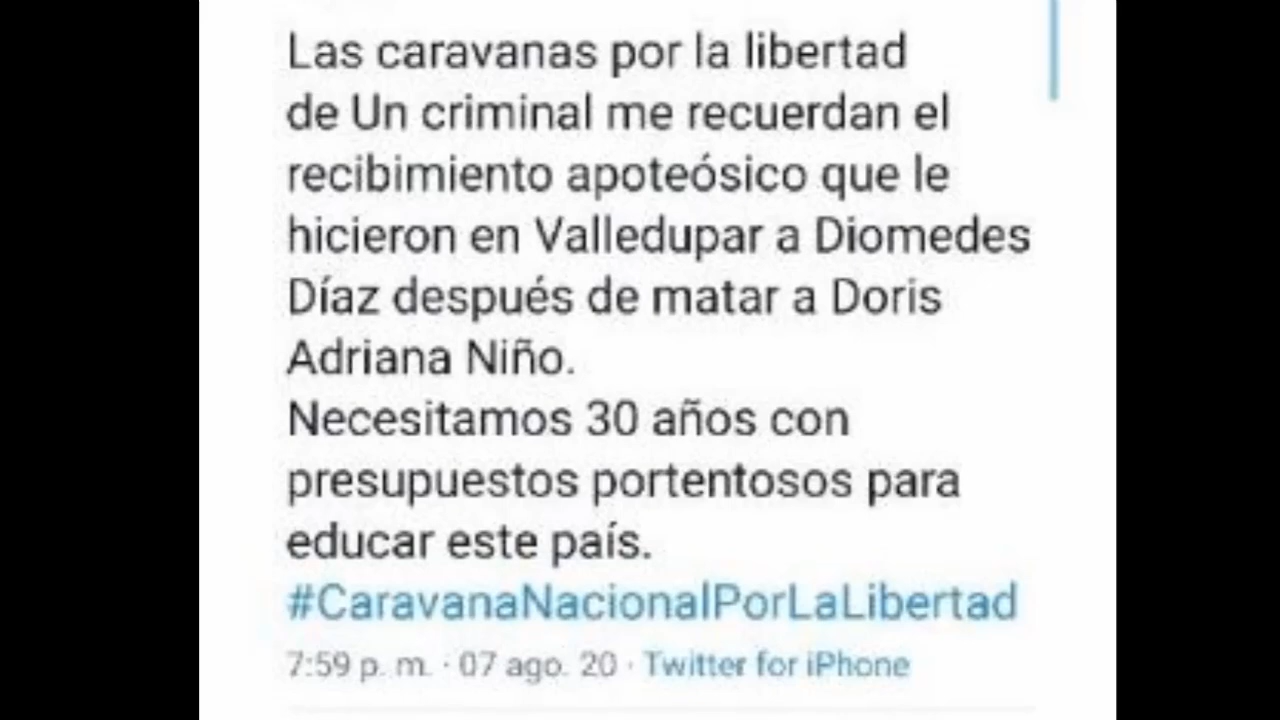 Las caravanas por la libertad
de Un criminal me recuerdan el
recibimiento apoteósico que le
hicieron en Valledupar a Diomedes
Díaz después de matar a Doris
Adriana Niño.
Necesitamos 30 años con
presupuestos portentosos para
educar este país.
#CaravanaNacionalPorLaLibertad
7:59 p. m. · 07 ago. 20 · Twitter for iPhone